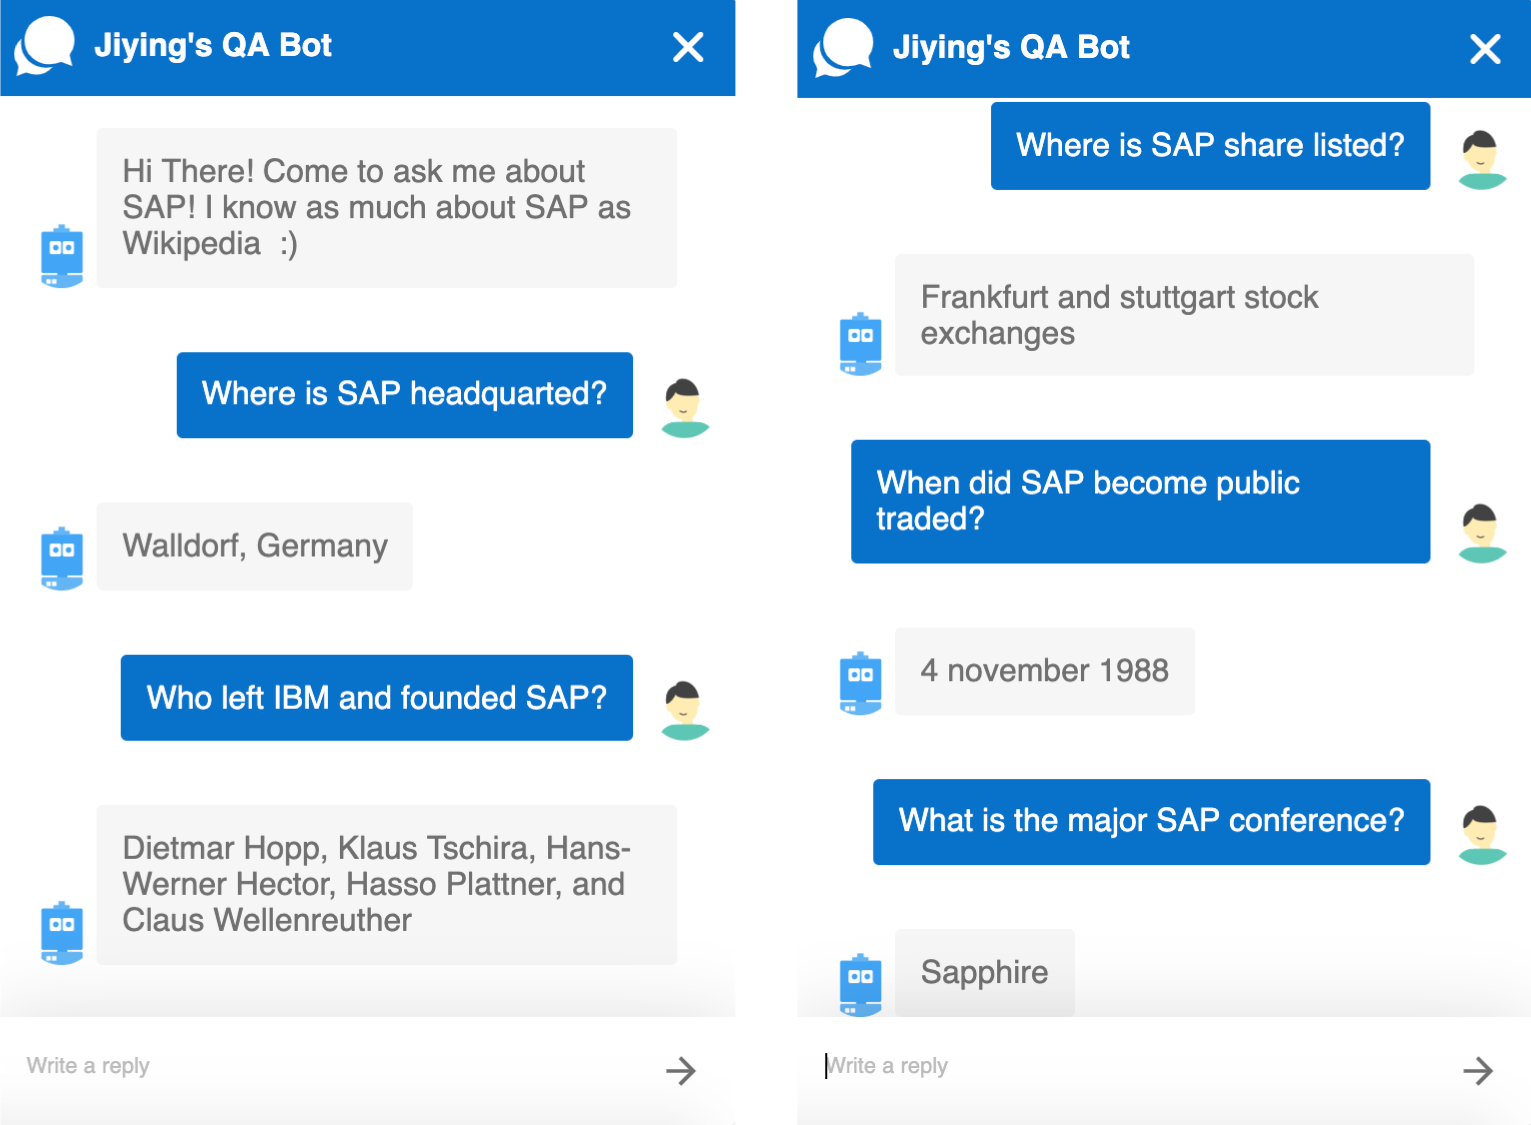 Jiying's QA Bot
Hi There! Come to ask me about
SAP! I know as much about SAP as
Wikipedia  :)
Where is SAP headquarted?
Walldorf, Germany
Who left IBM and founded SAP?
Dietmar Hopp, Klaus Tschira, Hans-
Werner Hector, Hasso Plattner, and
Claus Wellenreuther
Write a reply
Jiying's QA Bot
Where is SAP share listed?
Frankfurt and stuttgart stock
exchanges
When did SAP become public
traded?
4 november 1988
What is the major SAP conference?
Sapphire
Write a reply